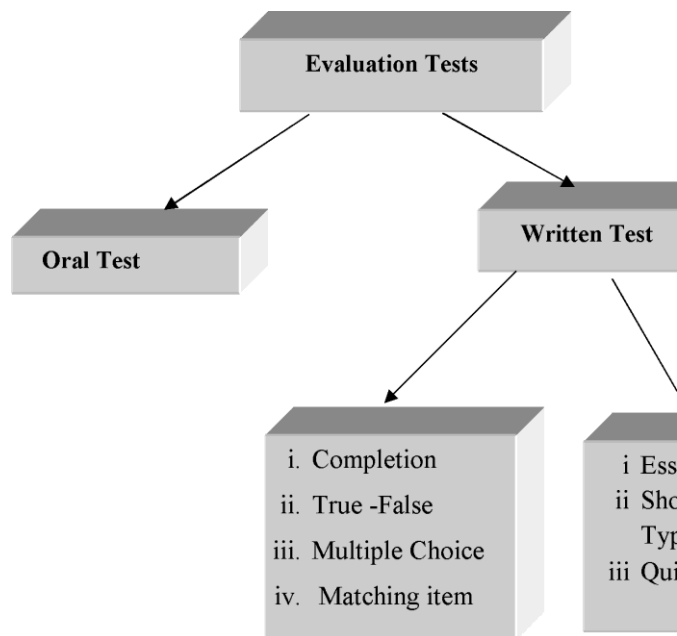 Evaluation Tests
Oral Test
Written Test
i. Completion
ii. True -False
iii. Multiple Choice
iv. Matching item
i
ii
iii